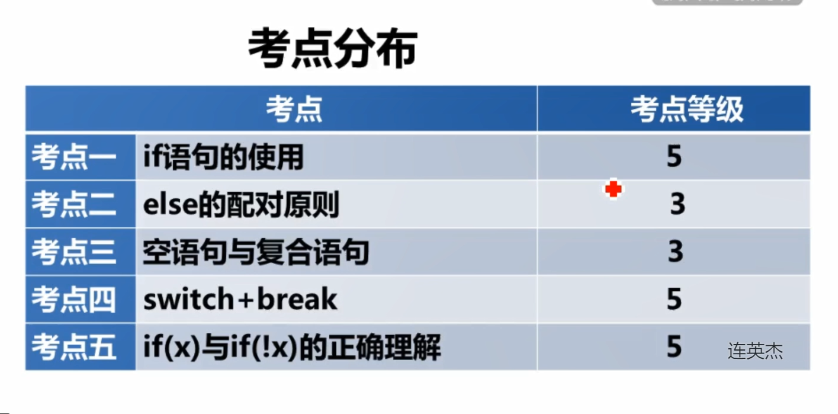 考点分布
考点 考点等级
考点一 if语句的使用 5
考点二 else的配对原则 3
考点三 空语句与复合语句 3
考点四 switch+break 5
考点五 if(x)与if(!x)的正确理解 5
连英杰